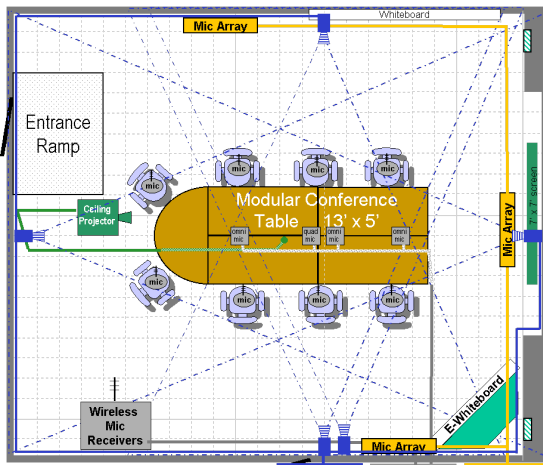 Whiteboard
Mic Array
Entrance
Ramp
mic
mic
mic
mic
Modular Conference
Table 13' x 5'
Ceiling
Projector
omni
mic
quad
mic
omni
mic
omni
mic
Mic Array
7' x 7' screen
mic
mic
mic
mic
E-Whiteboard
Wireless
Mic
Receivers
Mic Array